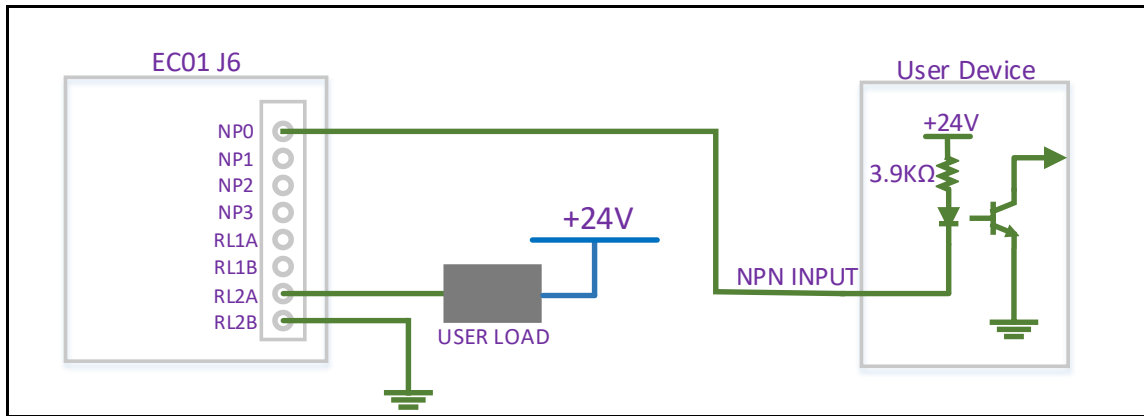 EC01 J6
User Device
NP0
NP1
NP2
NP3
RL1A
RL1B
RL2A
RL2B
+24V
USER LOAD
NPN INPUT
+24V
3.9KΩ